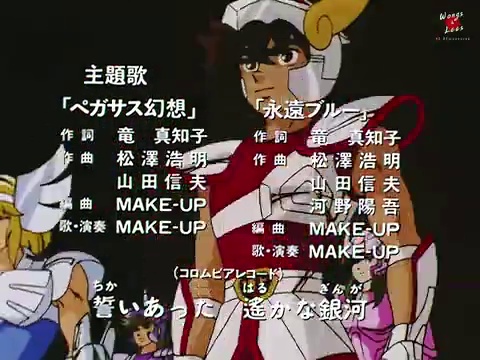 主題歌
「ペガサス幻想」
作詞 竜 真知子
作曲 松澤浩明
山田信夫
編曲 MAKE-UP
歌・演奏 MAKE-UP
「永遠ブルー」
作詞 竜 真知子
作曲 松澤浩明
山田信夫
河野陽吾
編曲 MAKE-UP
歌・演奏 MAKE-UP
(コロムビアレコード)
ちか はる ぎんが
誓いあった 遥かな銀河
Wongs
Lees